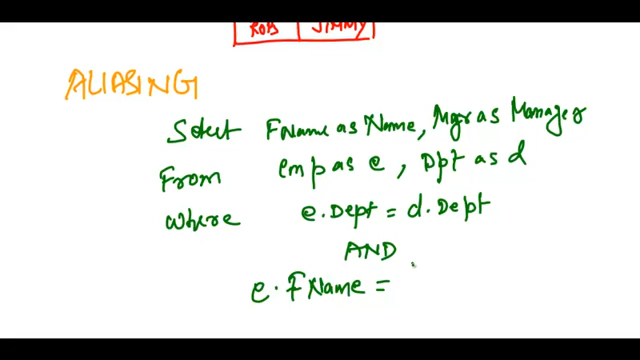 ROB JIMMY
ALIASING
Select FName as Name, Mgr as Manager
From emp as e, Dpt as d
Where e.Dept = d.Dept
AND
e.FName =